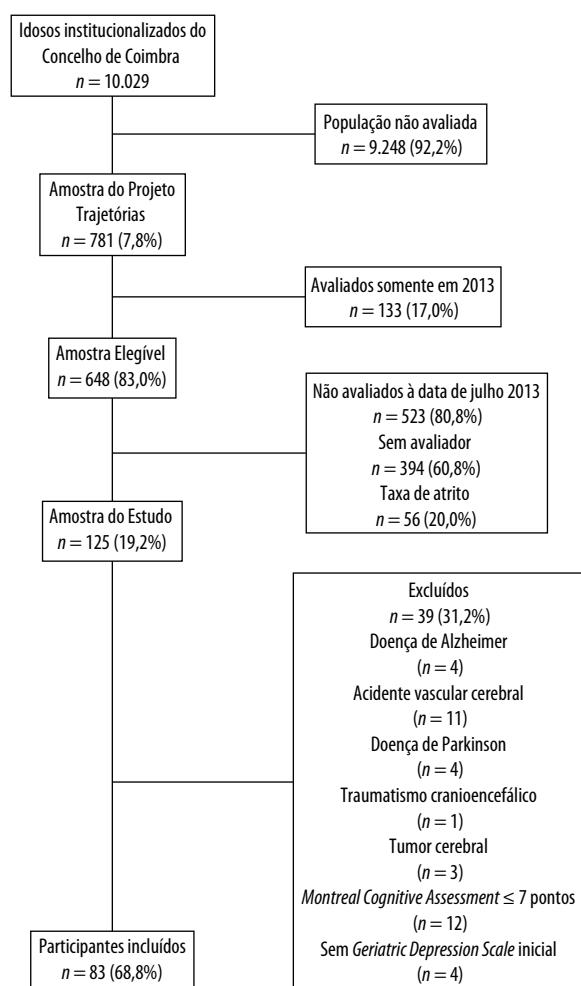 Idosos institucionalizados do
Concelho de Coimbra
n = 10.029
População não avaliada
n = 9.248 (92,2%)
Amostra do Projeto
Trajetórias
n = 781 (7,8%)
Avaliados somente em 2013
n = 133 (17,0%)
Amostra Elegível
n = 648 (83,0%)
Não avaliados à data de julho 2013
n = 523 (80,8%)
Sem avaliador
n = 394 (60,8%)
Taxa de atrito
n = 56 (20,0%)
Amostra do Estudo
n = 125 (19,2%)
Excluídos
n = 39 (31,2%)
Doença de Alzheimer
(n = 4)
Acidente vascular cerebral
(n = 11)
Doença de Parkinson
(n = 4)
Traumatismo cranioencefálico
(n = 1)
Tumor cerebral
(n = 3)
Montreal Cognitive Assessment ≤ 7 pontos
(n = 12)
Sem Geriatric Depression Scale inicial
(n = 4)
Participantes incluídos
n = 83 (68,8%)